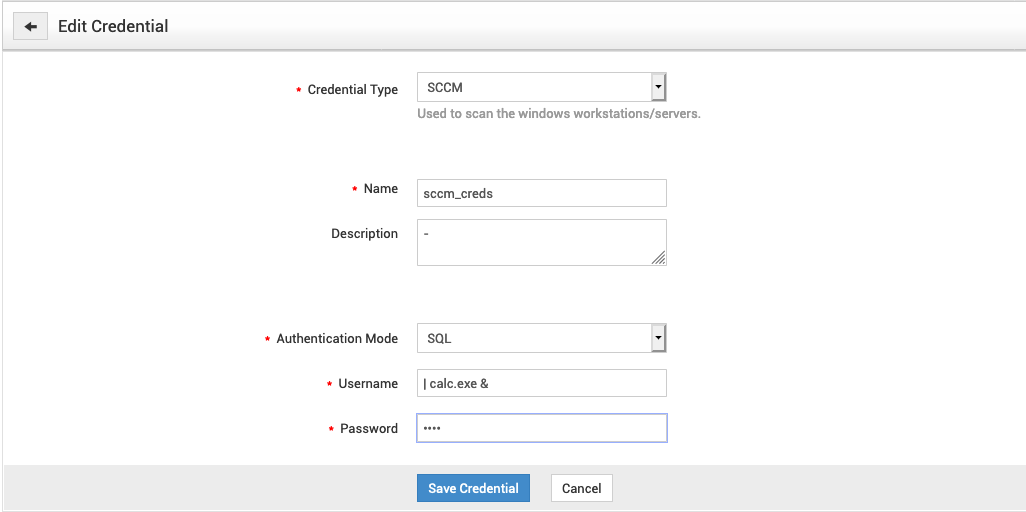 Edit Credential
* Credential Type SCCM
Used to scan the windows workstations/servers.
* Name sccm_creds
Description -
* Authentication Mode SQL
* Username | calc.exe &
* Password ••••
Save Credential Cancel